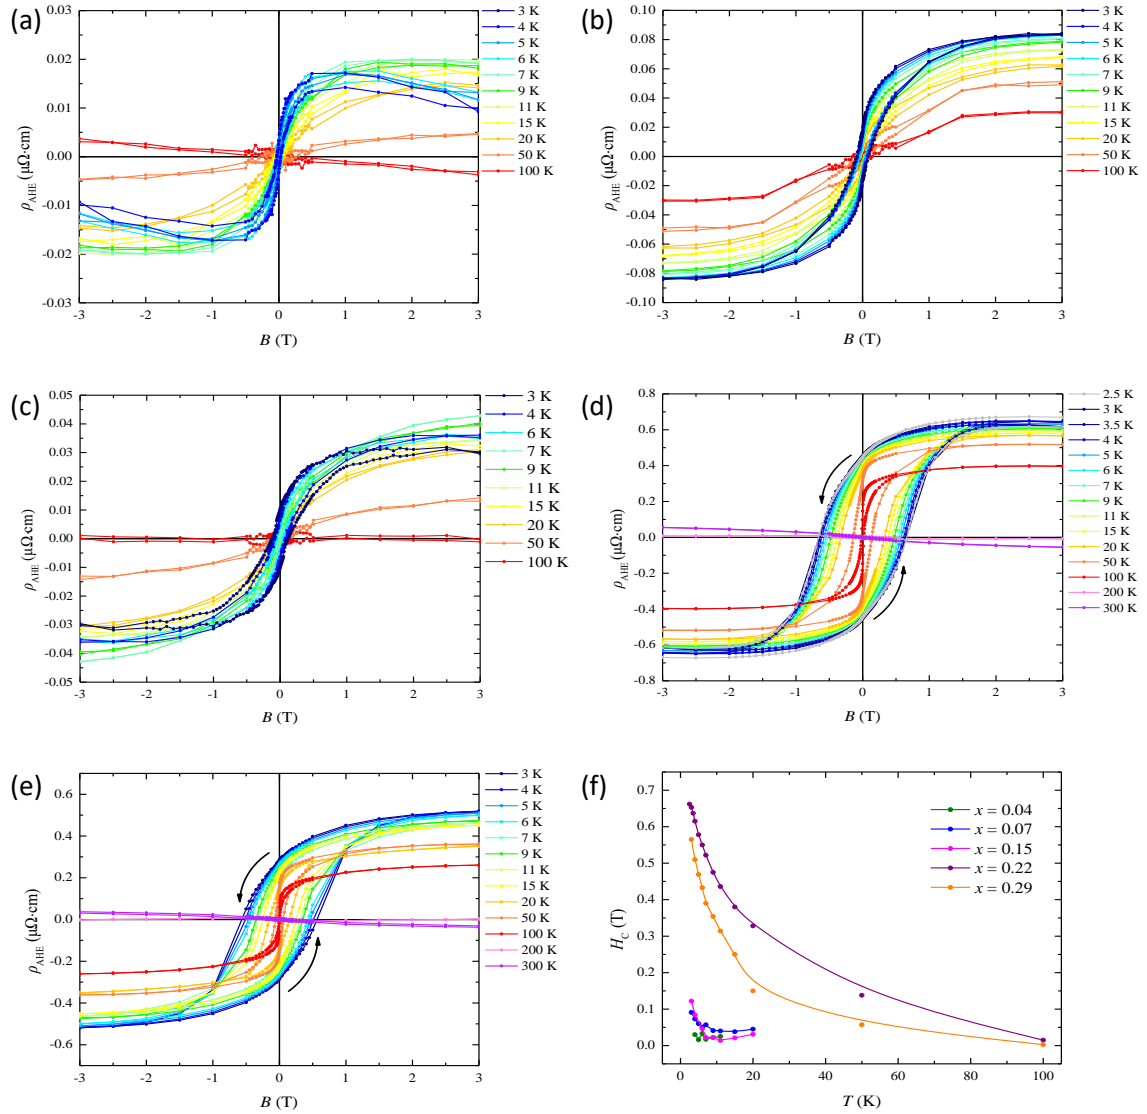 (a)
0.03
0.02
0.01
0.00
-0.01
-0.02
-0.03
ρAHE (μΩ·cm)
-3 -2 -1 0 1 2 3
B (T)
3 K
4 K
5 K
6 K
7 K
9 K
11 K
15 K
20 K
50 K
100 K
(b)
0.10
0.08
0.06
0.04
0.02
0.00
-0.02
-0.04
-0.06
-0.08
-0.10
ρAHE (μΩ·cm)
-3 -2 -1 0 1 2 3
B (T)
3 K
4 K
5 K
6 K
7 K
9 K
11 K
15 K
20 K
50 K
100 K
(c)
0.05
0.04
0.03
0.02
0.01
0.00
-0.01
-0.02
-0.03
-0.04
-0.05
ρAHE (μΩ·cm)
-3 -2 -1 0 1 2 3
B (T)
3 K
4 K
6 K
7 K
9 K
11 K
15 K
20 K
50 K
100 K
(d)
0.8
0.6
0.4
0.2
0.0
-0.2
-0.4
-0.6
-0.8
ρAHE (μΩ·cm)
-3 -2 -1 0 1 2 3
B (T)
2.5 K
3 K
3.5 K
4 K
5 K
6 K
7 K
9 K
11 K
15 K
20 K
50 K
100 K
200 K
300 K
(e)
0.6
0.4
0.2
0.0
-0.2
-0.4
-0.6
ρAHE (μΩ·cm)
-3 -2 -1 0 1 2 3
B (T)
3 K
4 K
5 K
6 K
7 K
9 K
11 K
15 K
20 K
50 K
100 K
200 K
300 K
(f)
0.7
0.6
0.5
0.4
0.3
0.2
0.1
0.0
HC (T)
0 20 40 60 80 100
T (K)
x = 0.04
x = 0.07
x = 0.15
x = 0.22
x = 0.29